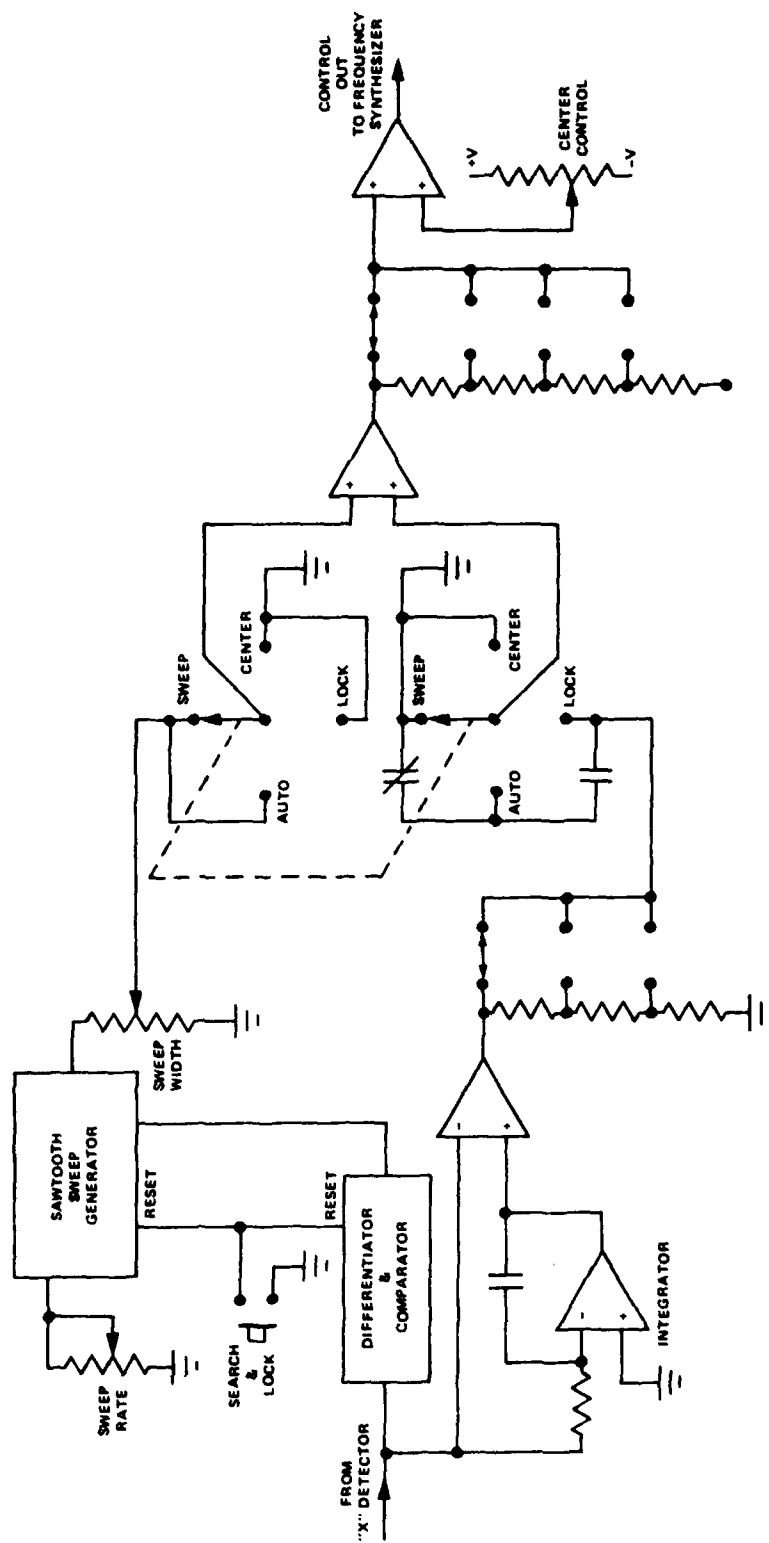 CONTROL
OUT
TO FREQUENCY
SYNTHESIZER
+V
-V
CENTER
CONTROL
+
+
+
+
SWEEP
CENTER
LOCK
AUTO
SWEEP
CENTER
LOCK
AUTO
SAWTOOTH
SWEEP
GENERATOR
RESET
SWEEP
WIDTH
SWEEP
RATE
SEARCH
&
LOCK
RESET
DIFFERENTIATOR
&
COMPARATOR
FROM
"X" DETECTOR
-
+
-
+
INTEGRATOR